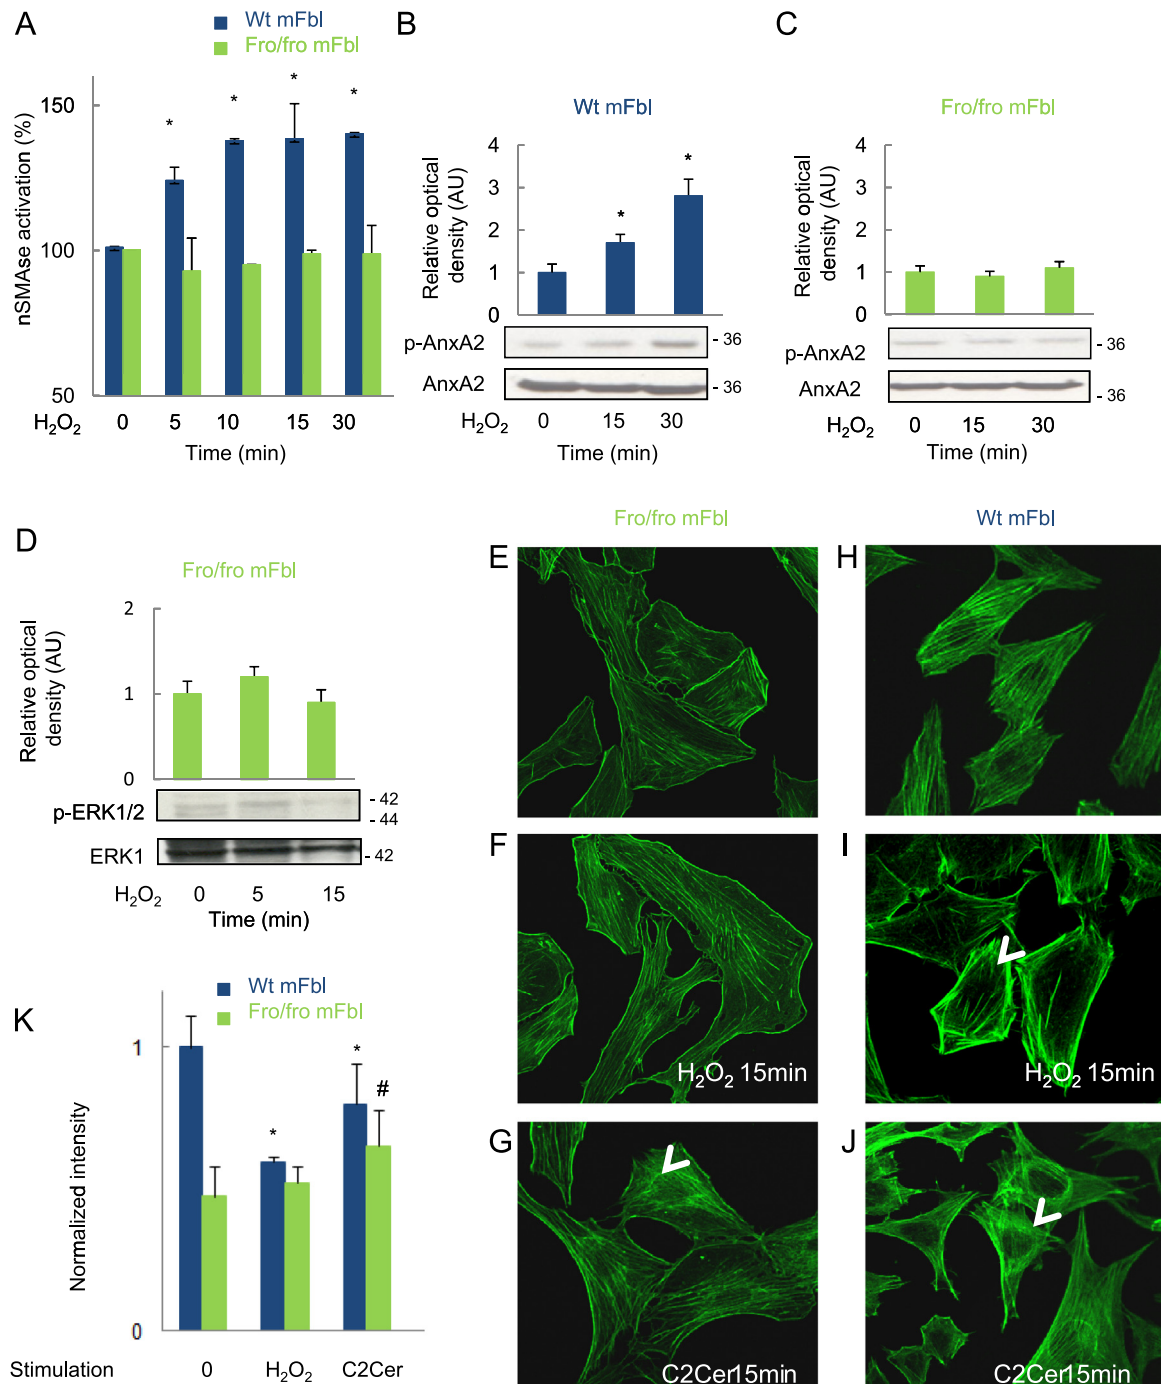 A
Wt mFbl
Fro/fro mFbl
nSMAse activation (%)
150
100
50
* * * *
H₂O₂ 0 5 10 15 30
Time (min)
B
Wt mFbl
Relative optical
density (AU)
4
3
2
1
0
* *
p-AnxA2 - 36
AnxA2 - 36
H₂O₂ 0 15 30
Time (min)
C
Fro/fro mFbl
Relative optical
density (AU)
4
3
2
1
0
p-AnxA2 - 36
AnxA2 - 36
H₂O₂ 0 15 30
Time (min)
D
Fro/fro mFbl
Relative optical
density (AU)
2
1
0
p-ERK1/2 - 42
- 44
ERK1 - 42
H₂O₂ 0 5 15
Time (min)
Fro/fro mFbl
Wt mFbl
E
H
F
H₂O₂ 15min
I
H₂O₂ 15min
G
C2Cer15min
J
C2Cer15min
K
Wt mFbl
Fro/fro mFbl
Normalized intensity
1
0
* * #
Stimulation 0 H₂O₂ C2Cer